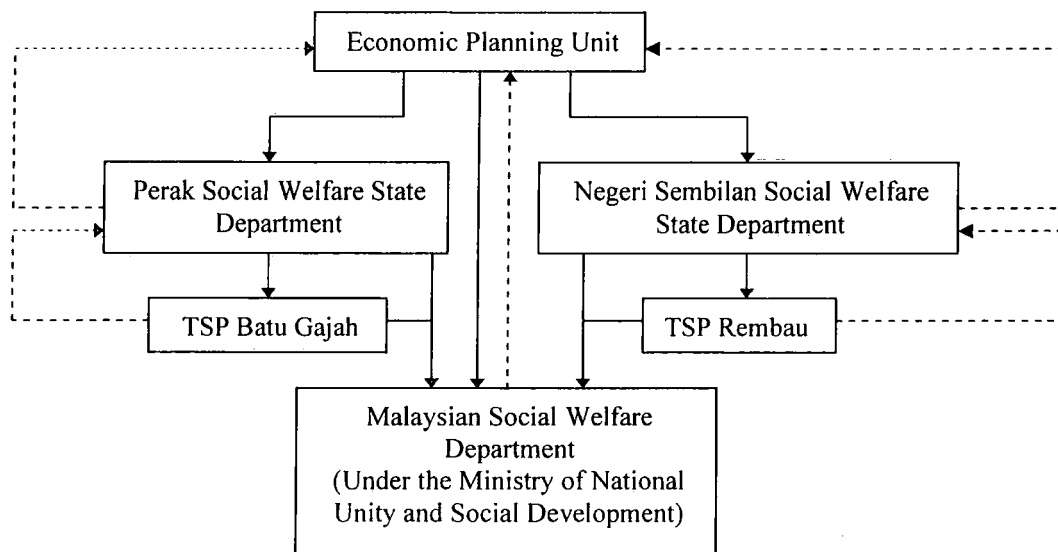 Economic Planning Unit
Perak Social Welfare State
Department
Negeri Sembilan Social Welfare
State Department
TSP Batu Gajah
TSP Rembau
Malaysian Social Welfare
Department
(Under the Ministry of National
Unity and Social Development)